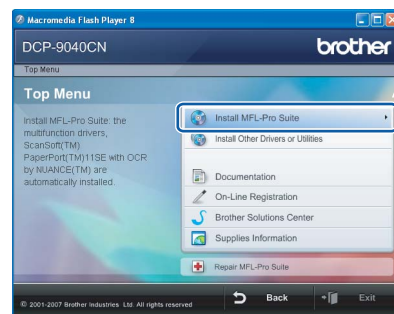 Macromedia Flash Player 8
DCP-9040CN
brother
Top Menu
Top Menu
Install MFL-Pro Suite: the
multifunction drivers,
ScanSoft(TM)
PaperPort(TM)11SE with OCR
by NUANCE(TM) are
automatically installed.
Install MFL-Pro Suite
Install Other Drivers or Utilities
Documentation
On-Line Registration
Brother Solutions Center
Supplies Information
Repair MFL-Pro Suite
© 2001-2007 Brother Industries Ltd. All rights reserved
Back
Exit